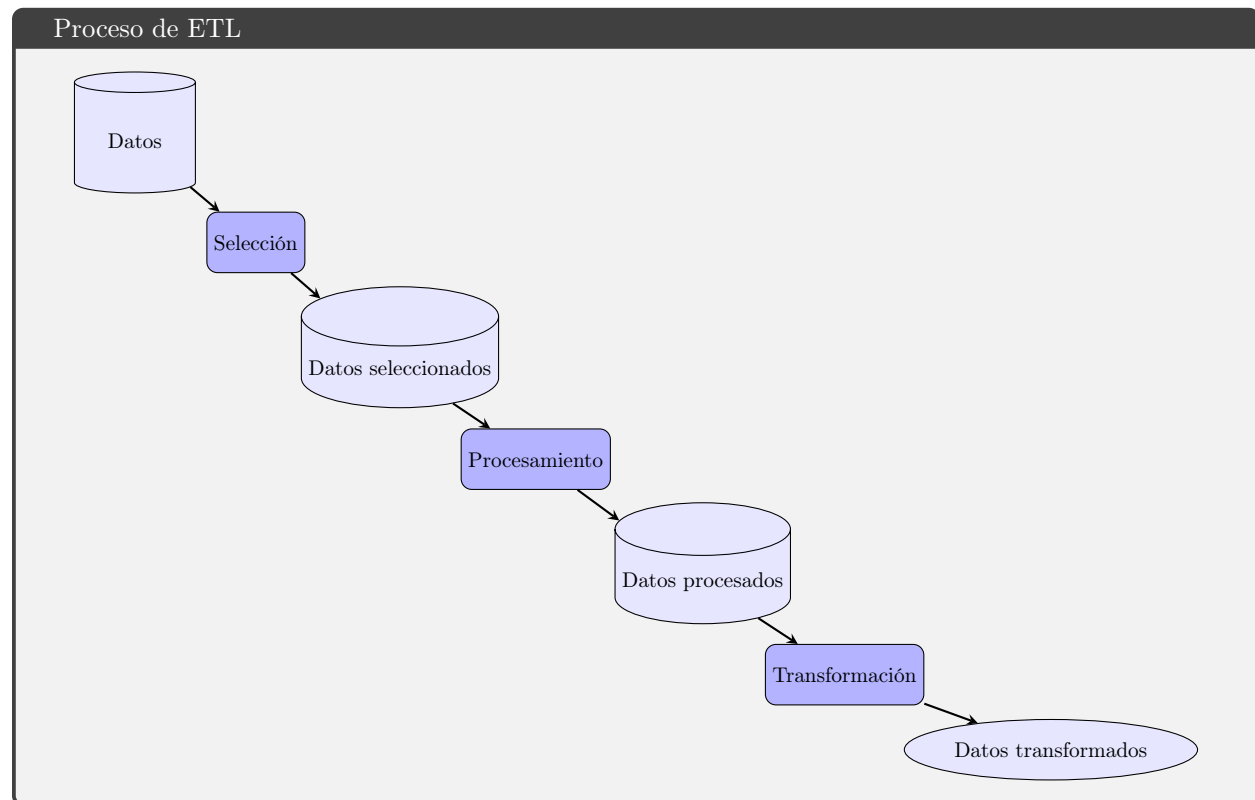 Proceso de ETL
Datos
Selección
Datos seleccionados
Procesamiento
Datos procesados
Transformación
Datos transformados